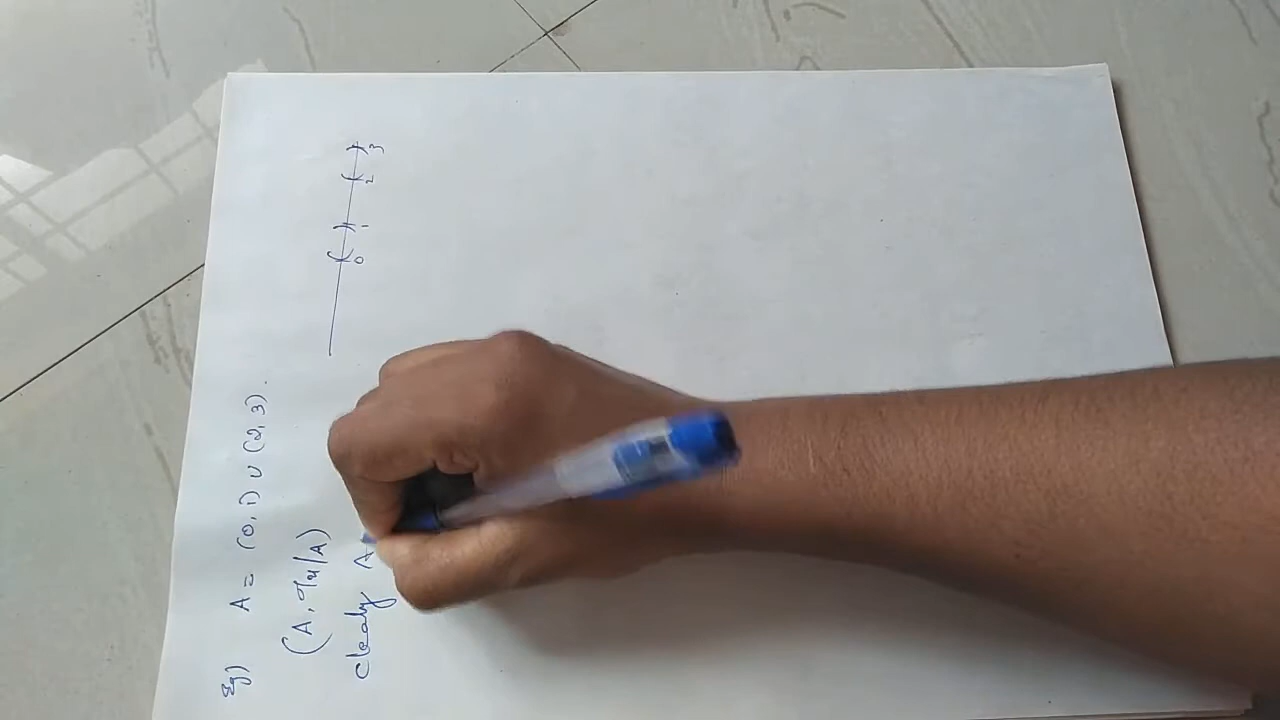 Eg) A = (0, 1) ∪ (2, 3).
(A, τu/A)
0 1 2 3
Clearly A